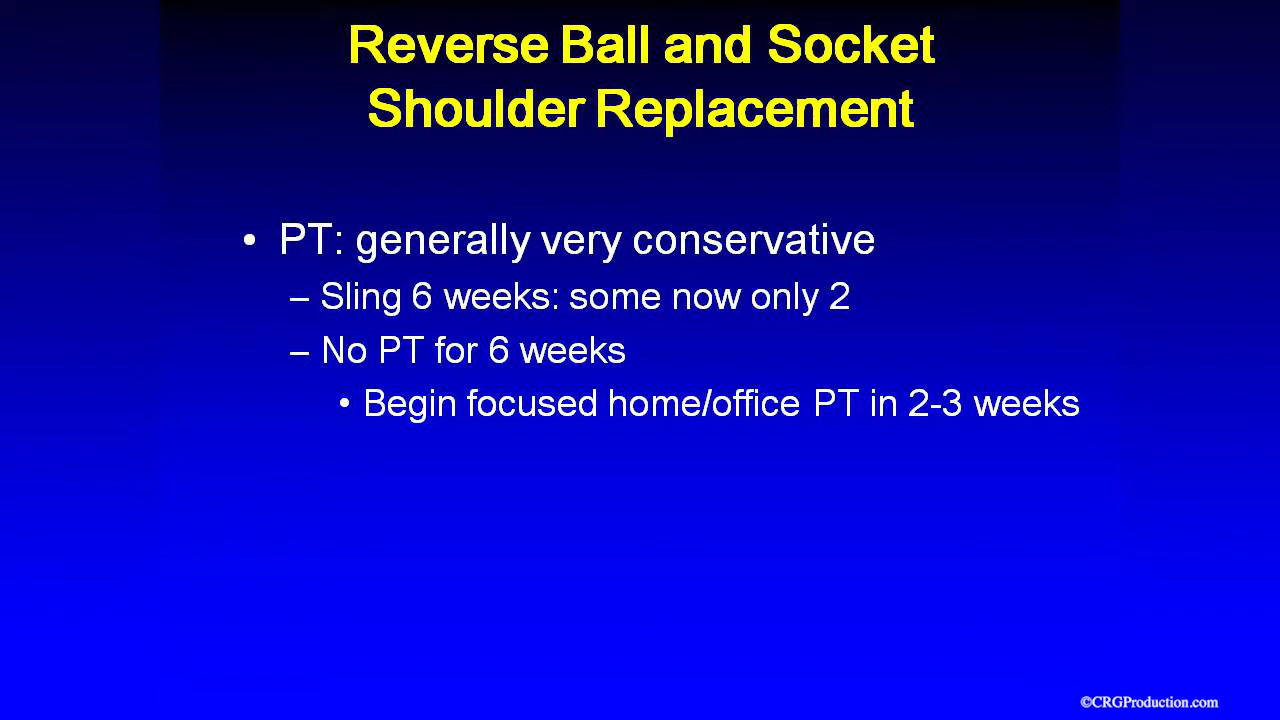 Reverse Ball and Socket
Shoulder Replacement
• PT: generally very conservative
– Sling 6 weeks: some now only 2
– No PT for 6 weeks
• Begin focused home/office PT in 2-3 weeks
©CRGProduction.com